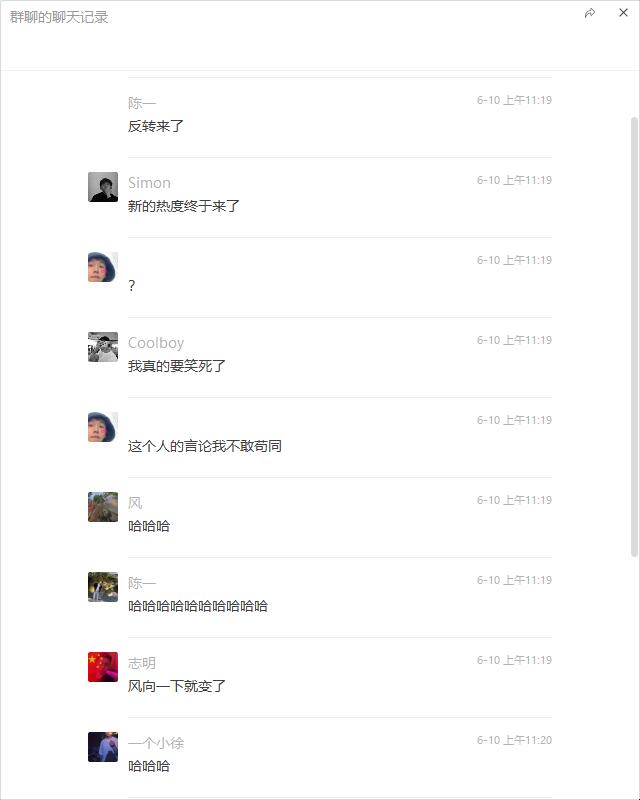 群聊的聊天记录
陈一
6-10 上午11:19
反转来了
Simon
6-10 上午11:19
新的热度终于来了
6-10 上午11:19
?
Coolboy
6-10 上午11:19
我真的要笑死了
6-10 上午11:19
这个人的言论我不敢苟同
风
6-10 上午11:19
哈哈哈
陈一
6-10 上午11:19
哈哈哈哈哈哈哈哈哈哈
志明
6-10 上午11:19
风向一下就变了
一个小徐
6-10 上午11:20
哈哈哈